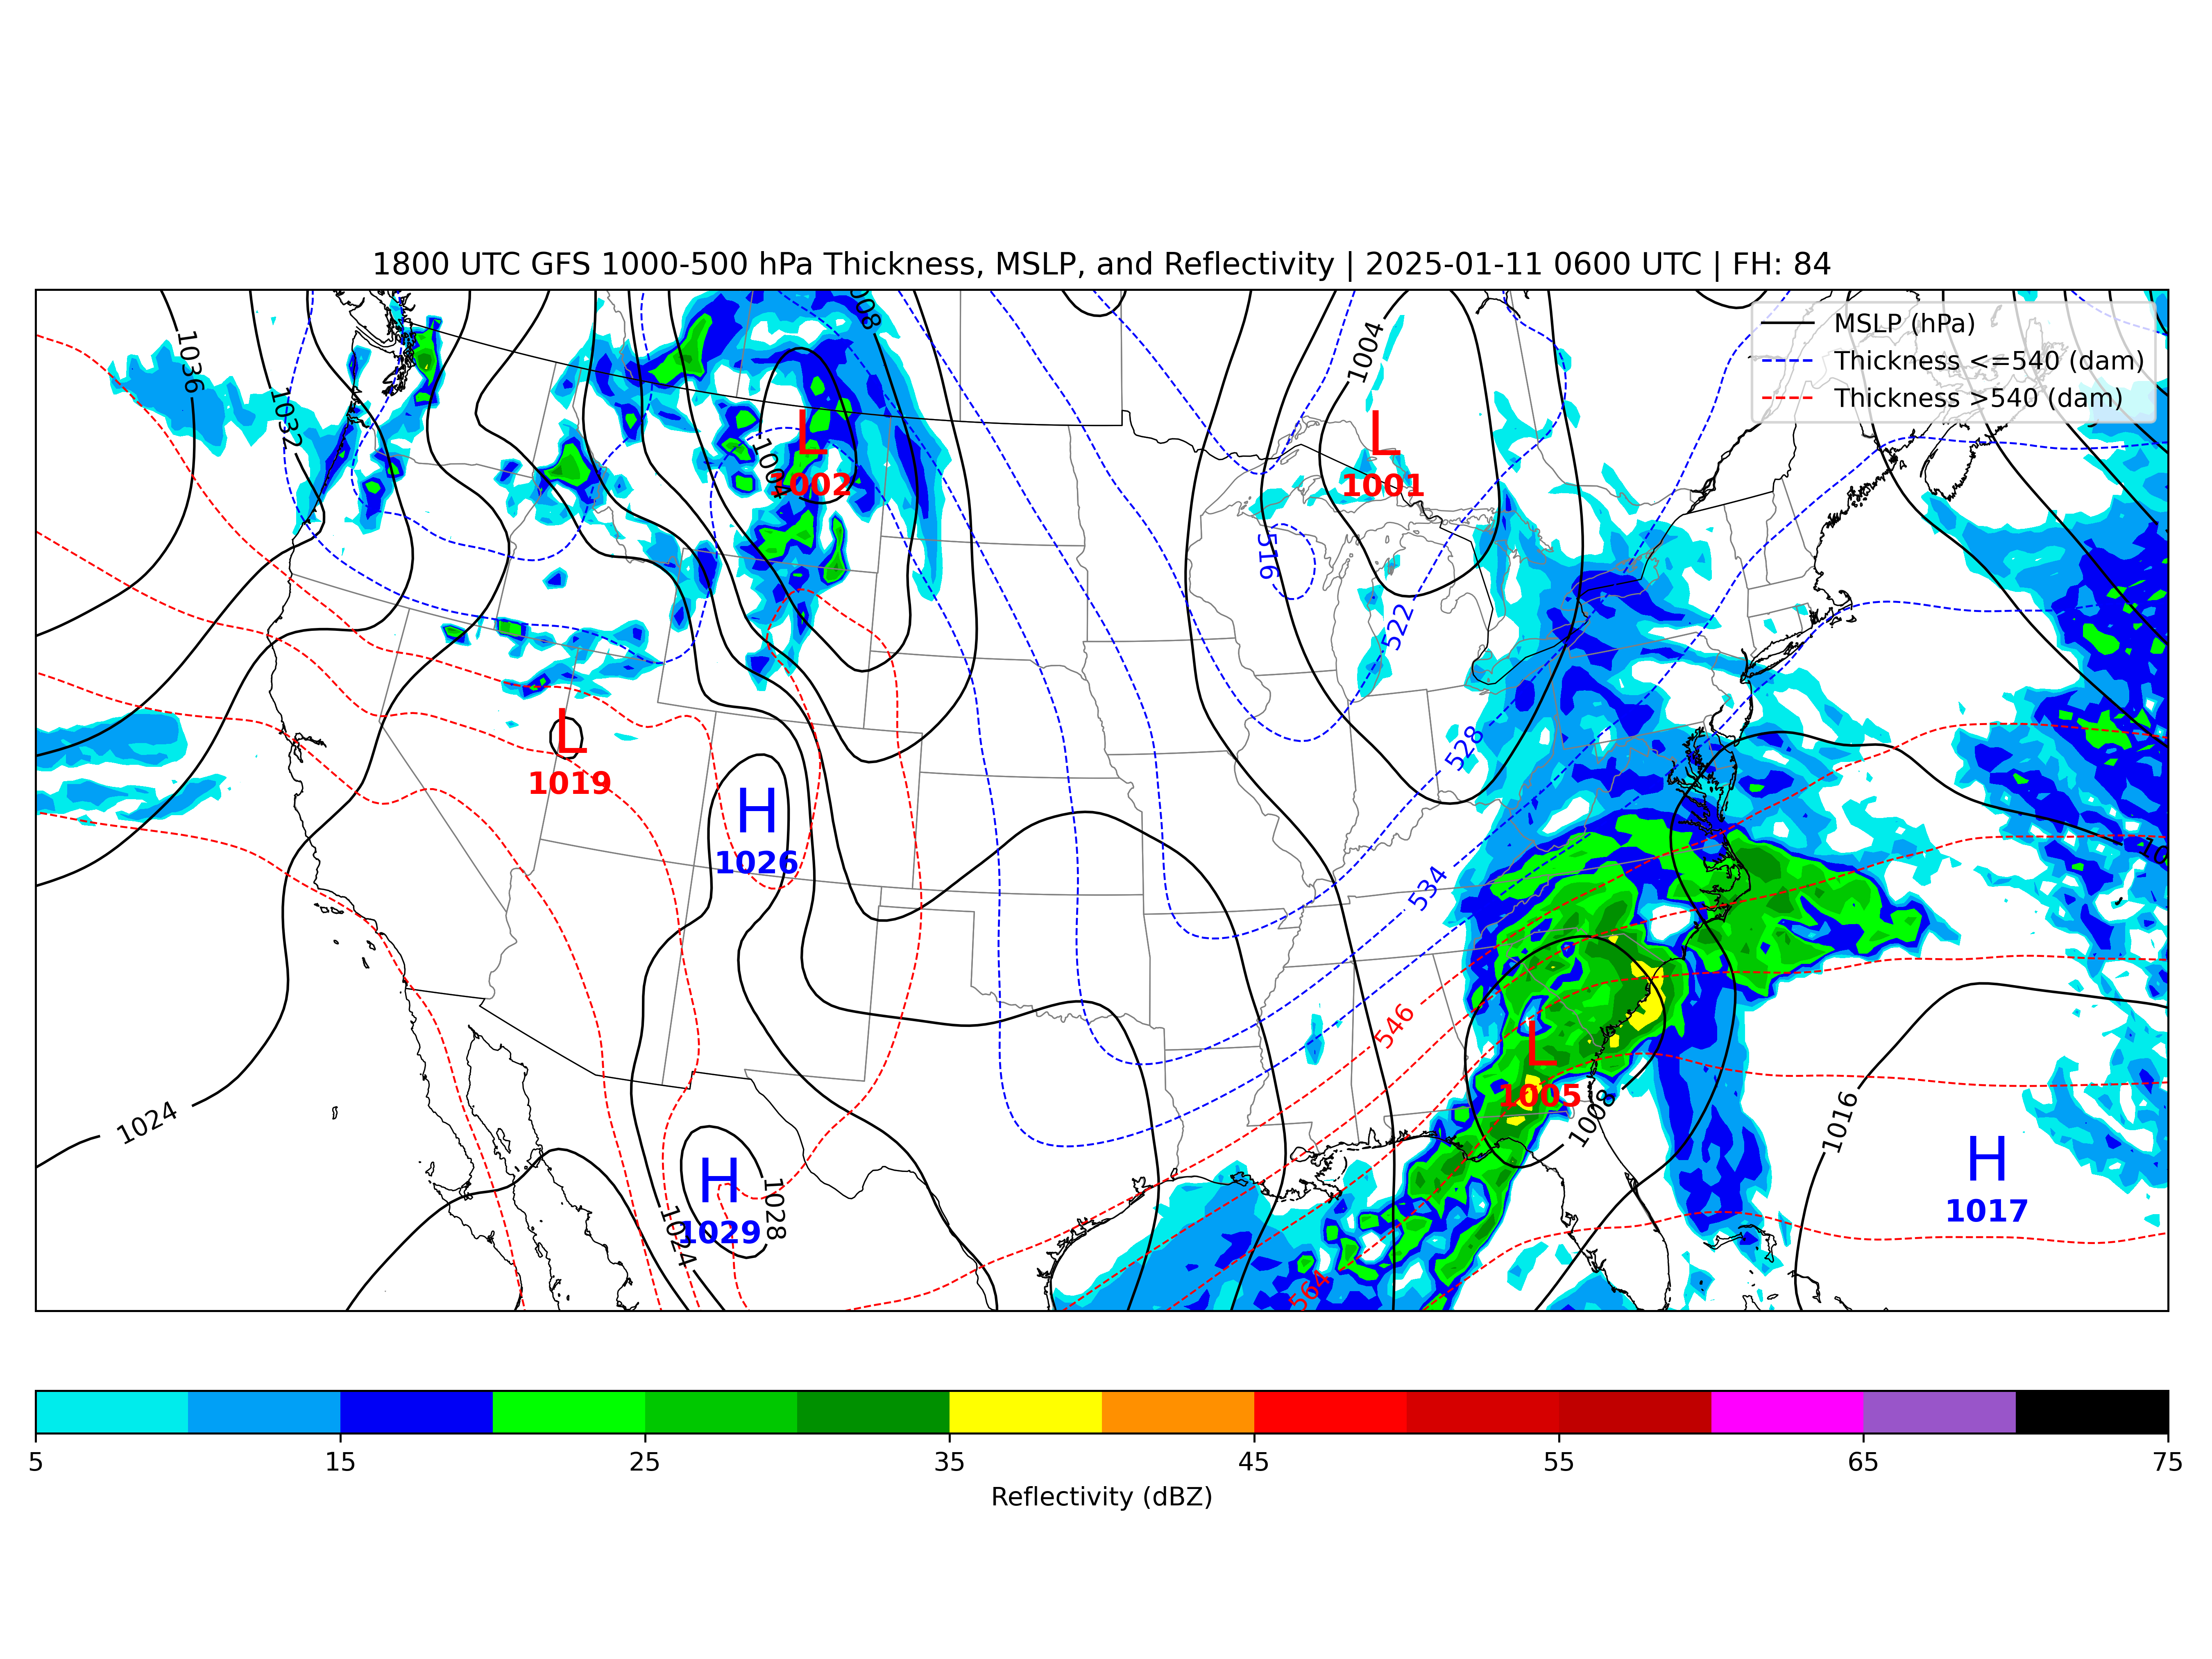 1800 UTC GFS 1000-500 hPa Thickness, MSLP, and Reflectivity | 2025-01-11 0600 UTC | FH: 84
MSLP (hPa)
Thickness <=540 (dam)
Thickness >540 (dam)
1036
1032
1004
L
1002
1004
L
1001
516
522
528
534
546
564
L
1019
H
1026
H
1029
1028
1024
1024
L
1005
1008
1016
H
1017
5
15
25
35
45
55
65
75
Reflectivity (dBZ)